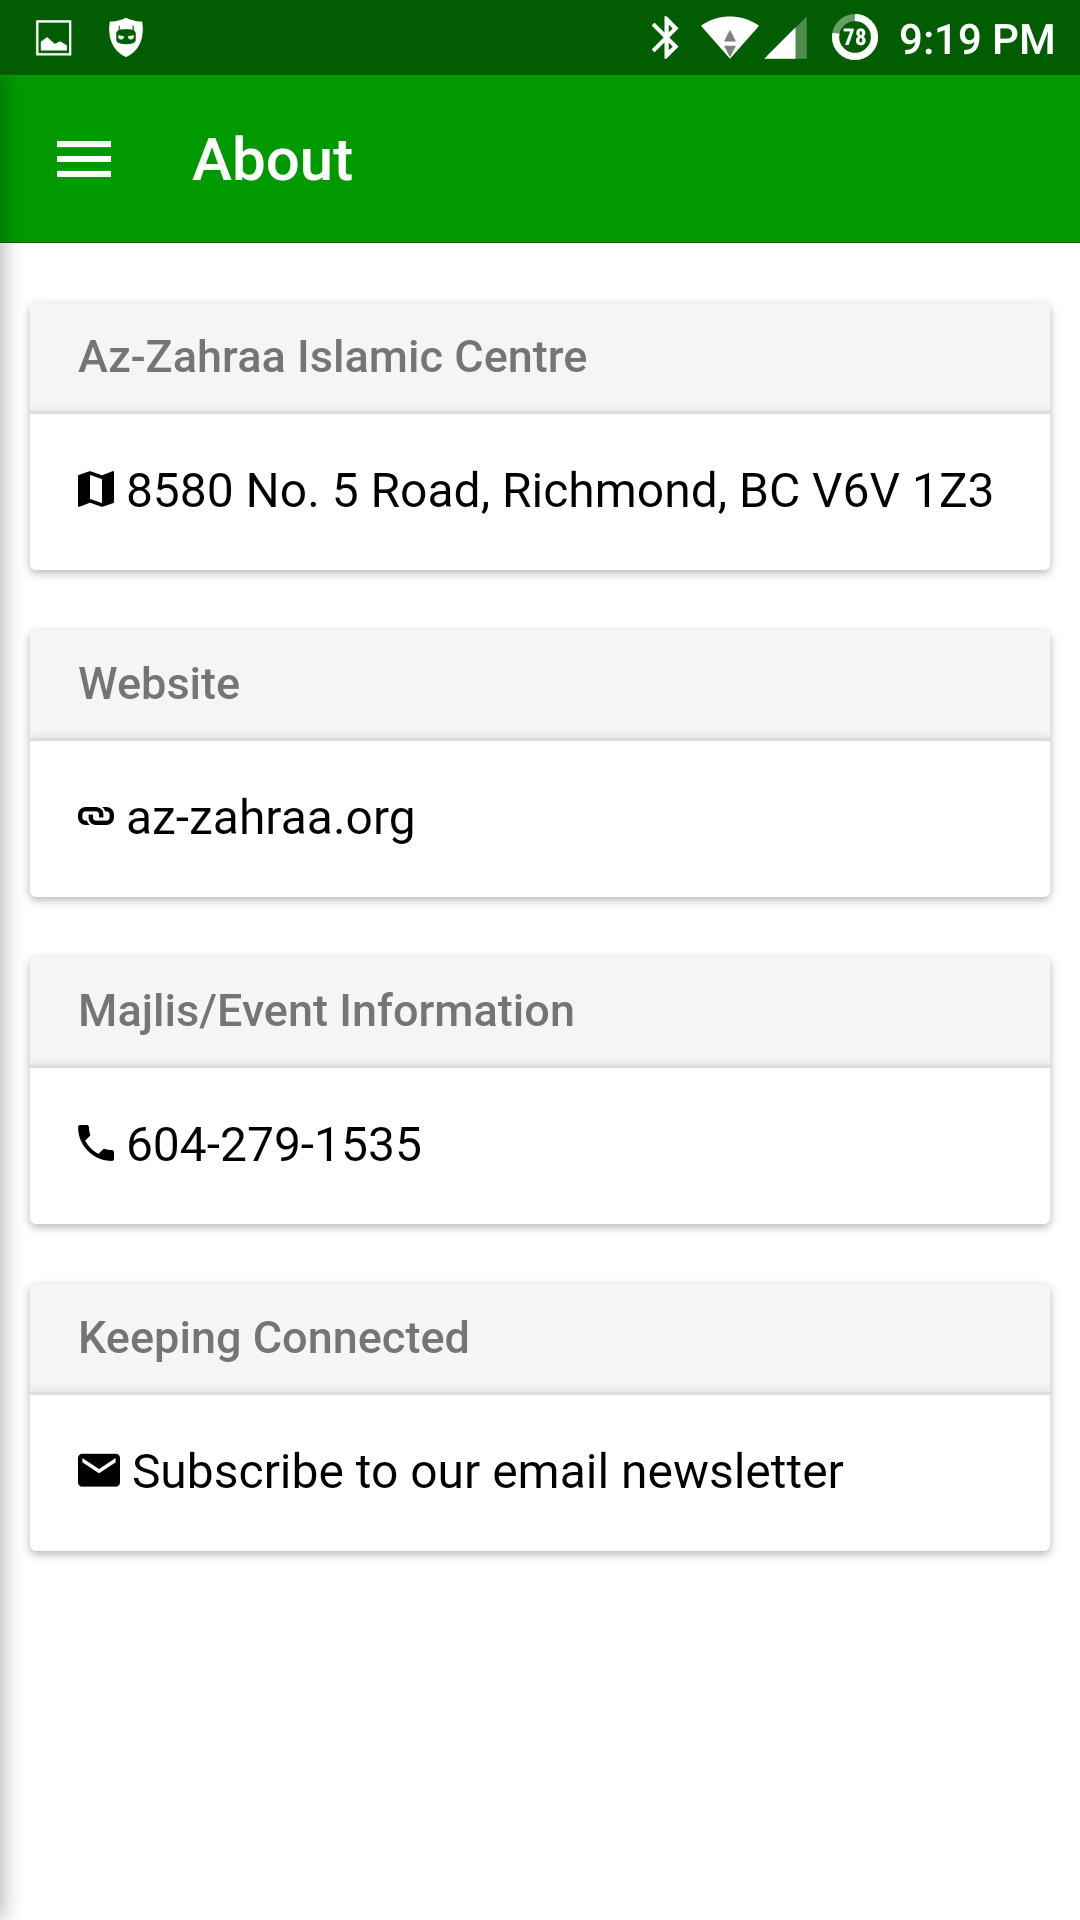 78 9:19 PM
About
Az-Zahraa Islamic Centre
8580 No. 5 Road, Richmond, BC V6V 1Z3
Website
az-zahraa.org
Majlis/Event Information
604-279-1535
Keeping Connected
Subscribe to our email newsletter